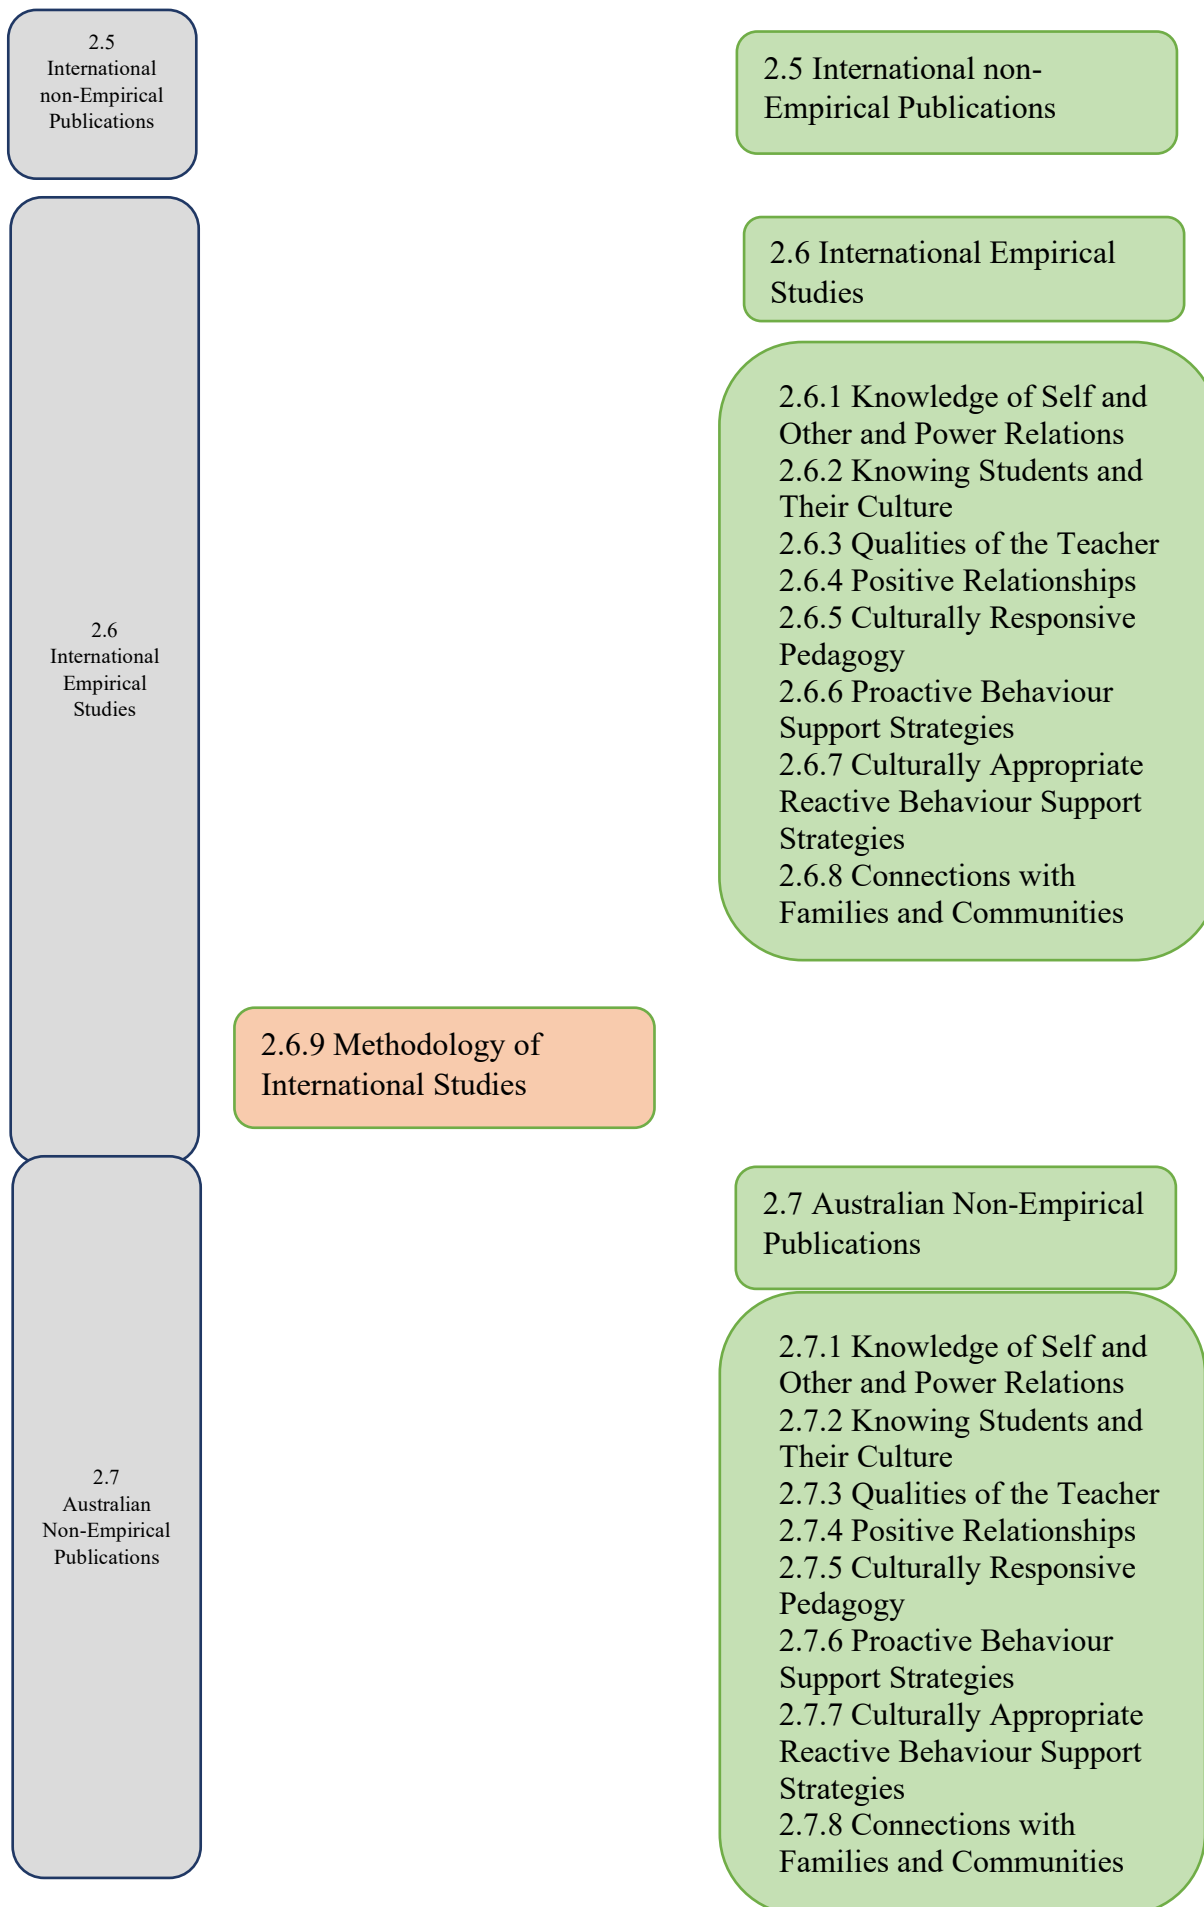 2.5
International
non-Empirical
Publications
2.5 International non-
Empirical Publications
2.6
International
Empirical
Studies
2.6 International Empirical
Studies
2.6.1 Knowledge of Self and
Other and Power Relations
2.6.2 Knowing Students and
Their Culture
2.6.3 Qualities of the Teacher
2.6.4 Positive Relationships
2.6.5 Culturally Responsive
Pedagogy
2.6.6 Proactive Behaviour
Support Strategies
2.6.7 Culturally Appropriate
Reactive Behaviour Support
Strategies
2.6.8 Connections with
Families and Communities
2.6.9 Methodology of
International Studies
2.7
Australian
Non-Empirical
Publications
2.7 Australian Non-Empirical
Publications
2.7.1 Knowledge of Self and
Other and Power Relations
2.7.2 Knowing Students and
Their Culture
2.7.3 Qualities of the Teacher
2.7.4 Positive Relationships
2.7.5 Culturally Responsive
Pedagogy
2.7.6 Proactive Behaviour
Support Strategies
2.7.7 Culturally Appropriate
Reactive Behaviour Support
Strategies
2.7.8 Connections with
Families and Communities